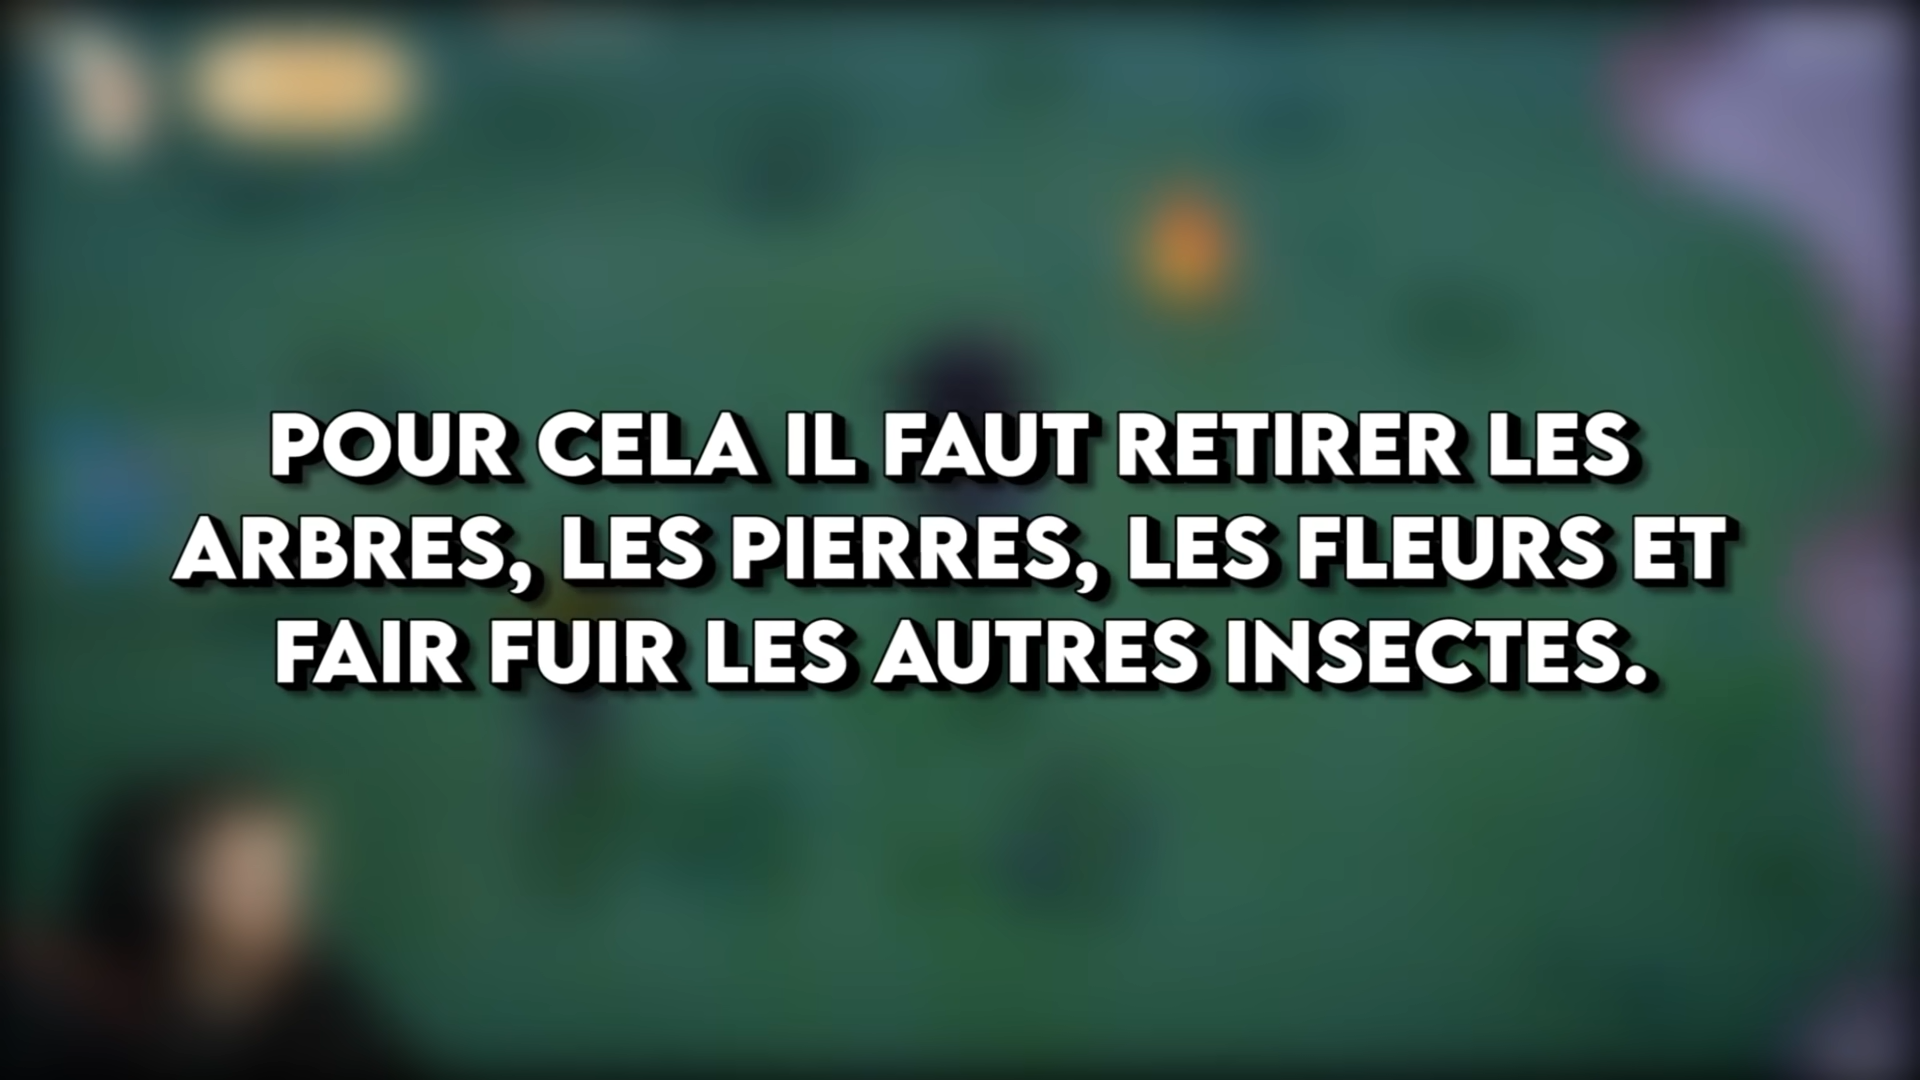 POUR CELA IL FAUT RETIRER LES
ARBRES, LES PIERRES, LES FLEURS ET
FAIR FUIR LES AUTRES INSECTES.